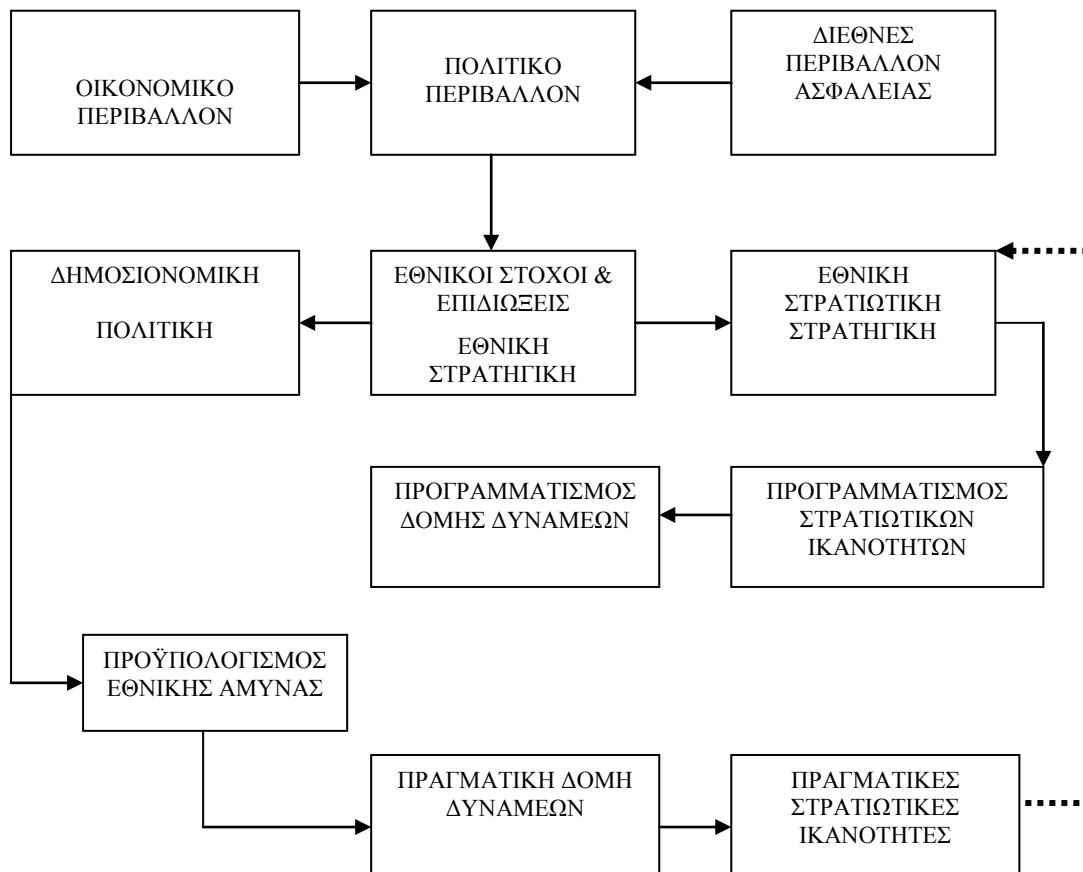 ΟΙΚΟΝΟΜΙΚΟ
ΠΕΡΙΒΑΛΛΟΝ
ΠΟΛΙΤΙΚΟ
ΠΕΡΙΒΑΛΛΟΝ
ΔΙΕΘΝΕΣ
ΠΕΡΙΒΑΛΛΟΝ
ΑΣΦΑΛΕΙΑΣ
ΔΗΜΟΣΙΟΝΟΜΙΚΗ
ΠΟΛΙΤΙΚΗ
ΕΘΝΙΚΟΙ ΣΤΟΧΟΙ &
ΕΠΙΔΙΩΞΕΙΣ
ΕΘΝΙΚΗ
ΣΤΡΑΤΗΓΙΚΗ
ΕΘΝΙΚΗ
ΣΤΡΑΤΙΩΤΙΚΗ
ΣΤΡΑΤΗΓΙΚΗ
ΠΡΟΓΡΑΜΜΑΤΙΣΜΟΣ
ΔΟΜΗΣ ΔΥΝΑΜΕΩΝ
ΠΡΟΓΡΑΜΜΑΤΙΣΜΟΣ
ΣΤΡΑΤΙΩΤΙΚΩΝ
ΙΚΑΝΟΤΗΤΩΝ
ΠΡΟΫΠΟΛΟΓΙΣΜΟΣ
ΕΘΝΙΚΗΣ ΑΜΥΝΑΣ
ΠΡΑΓΜΑΤΙΚΗ ΔΟΜΗ
ΔΥΝΑΜΕΩΝ
ΠΡΑΓΜΑΤΙΚΕΣ
ΣΤΡΑΤΙΩΤΙΚΕΣ
ΙΚΑΝΟΤΗΤΕΣ